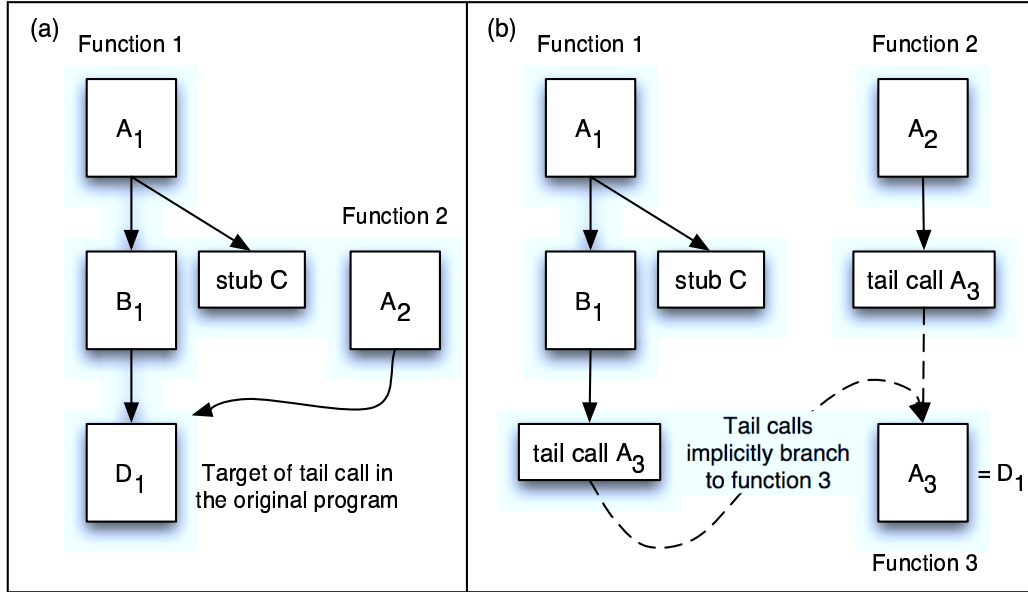 (a)
Function 1
A1
B1
stub C
Function 2
A2
D1
Target of tail call in
the original program
(b)
Function 1
A1
B1
stub C
tail call A3
Function 2
A2
tail call A3
Tail calls
implicitly branch
to function 3
A3
= D1
Function 3